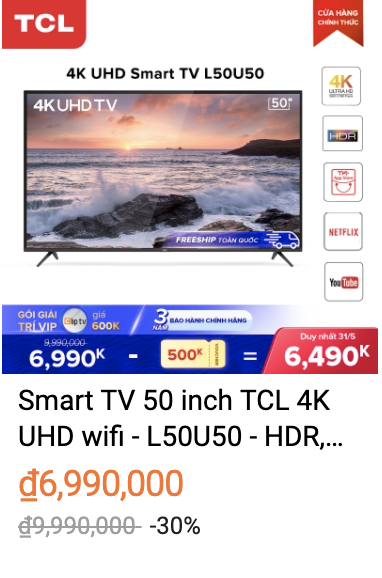 TCL
CỬA HÀNG
CHÍNH THỨC
4K UHD Smart TV L50U50
4K UHD TV
50"
4K
ULTRA HD
HDR
App Store
NETFLIX
YouTube
FREESHIP TOÀN QUỐC
GÓI GIẢI
TRÍ VIP
Clip tv
giá
600K
3
NĂM
BẢO HÀNH CHÍNH HÃNG
9,990,000
6,990K
-
500K
VOUCHER
=
Duy nhất 31/5
6,490K
Smart TV 50 inch TCL 4K
UHD wifi - L50U50 - HDR,...
₫6,990,000
₫9,990,000 -30%